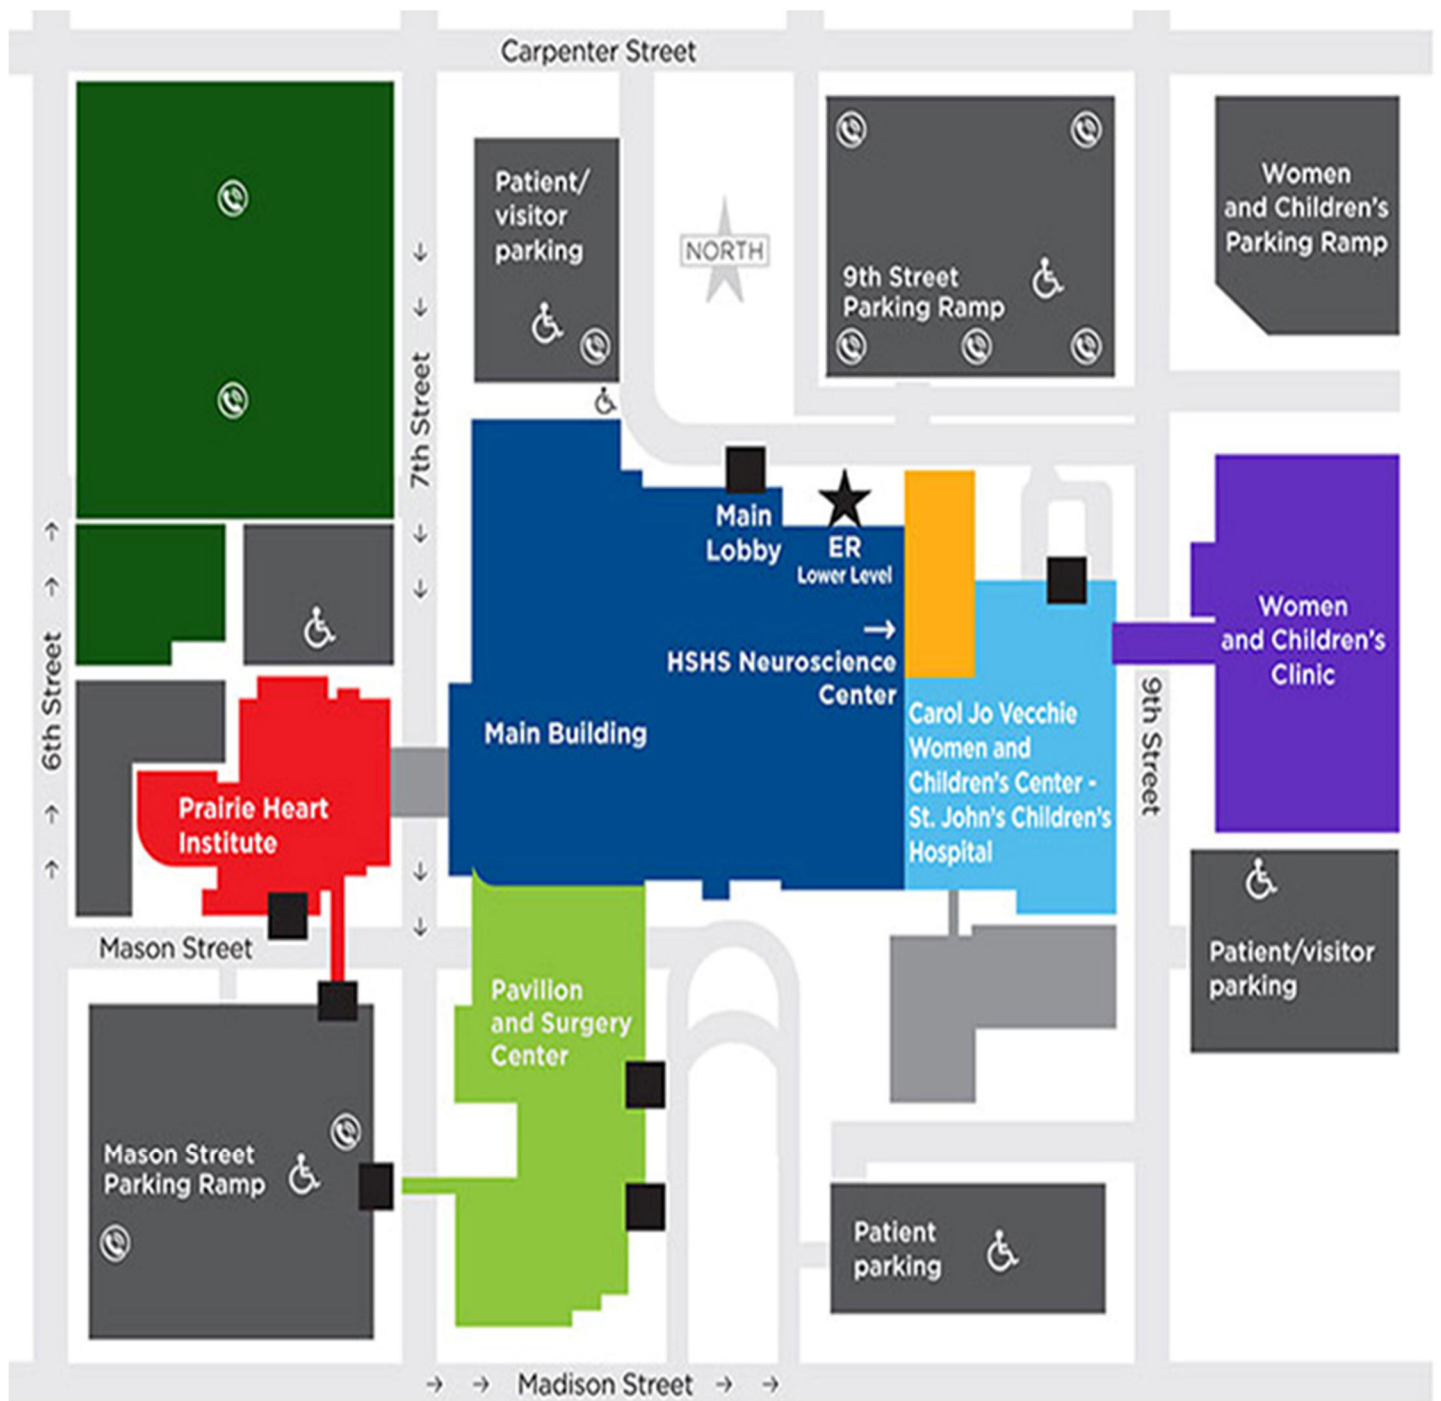 Carpenter Street
Patient/
visitor
parking
NORTH
9th Street
Parking Ramp
Women
and Children's
Parking Ramp
7th Street
6th Street
Main
Lobby
ER
Lower Level
HSHS Neuroscience
Center
Main Building
Carol Jo Vecchie
Women and
Children's Center -
St. John's Children's
Hospital
Women
and Children's
Clinic
9th Street
Prairie Heart
Institute
Mason Street
Patient/visitor
parking
Pavilion
and Surgery
Center
Mason Street
Parking Ramp
Patient
parking
Madison Street